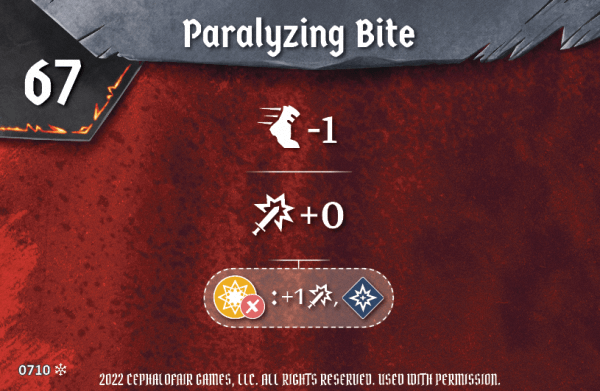 Paralyzing Bite
67
-1
+0
: +1 ,
0710
2022 CEPHALOFAIR GAMES, LLC. ALL RIGHTS RESERVED. USED WITH PERMISSION.